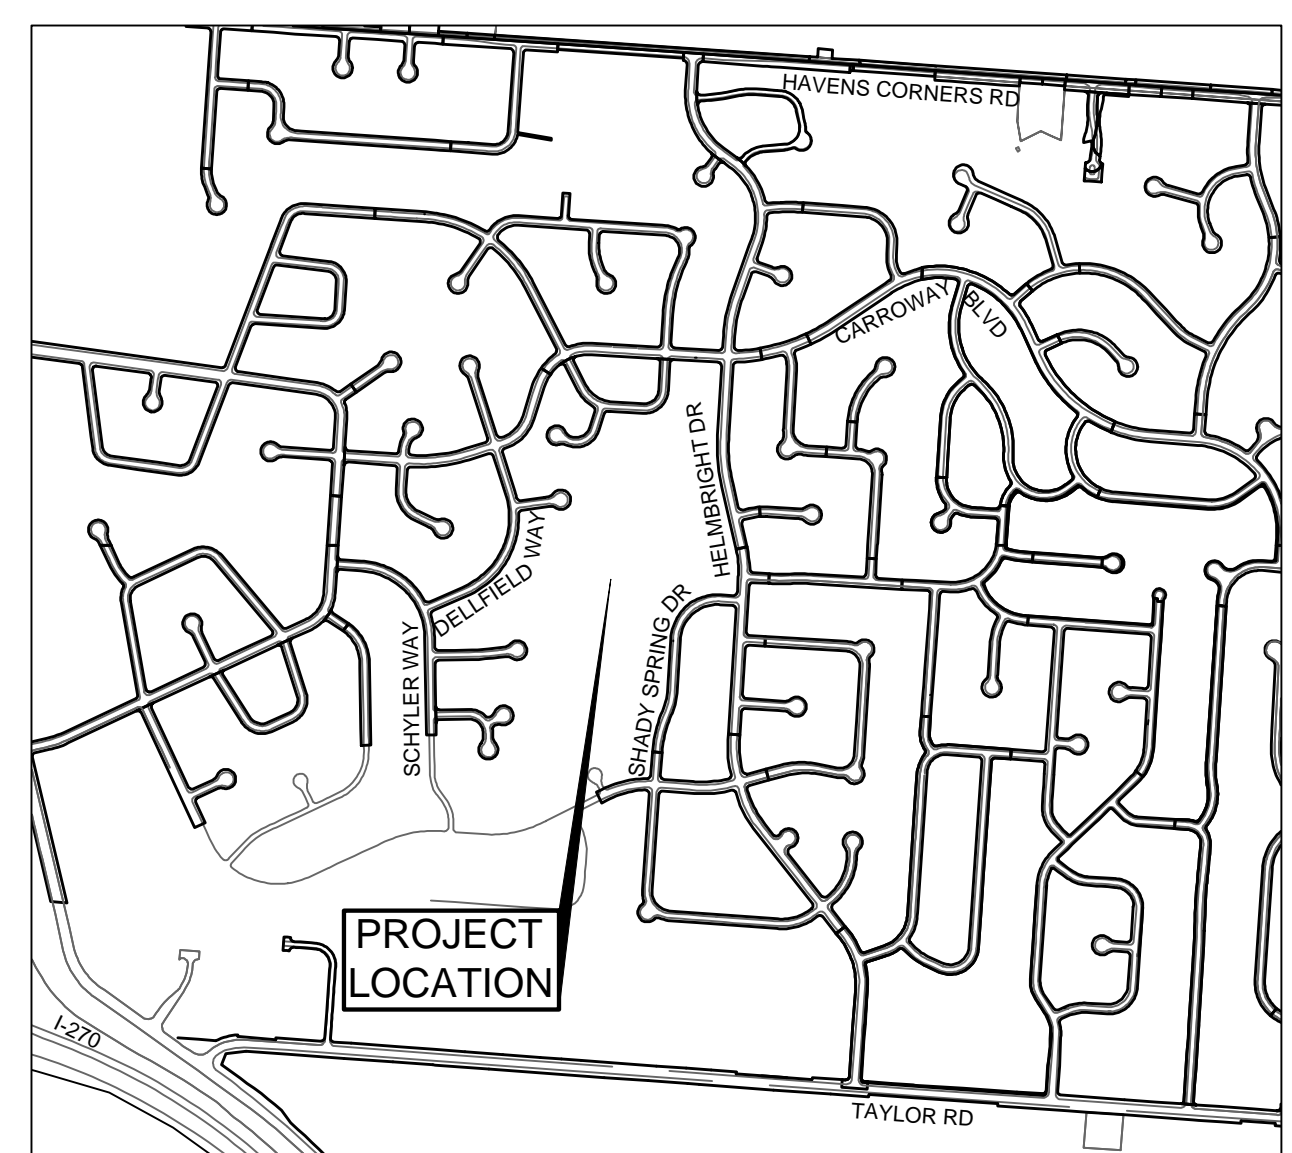 HAVENS CORNERS RD
CARROWAY
BLVD
HELMBRIGHT DR
DELLFIELD WAY
SHADY SPRING DR
SCHYLER WAY
PROJECT
LOCATION
I-270
TAYLOR RD